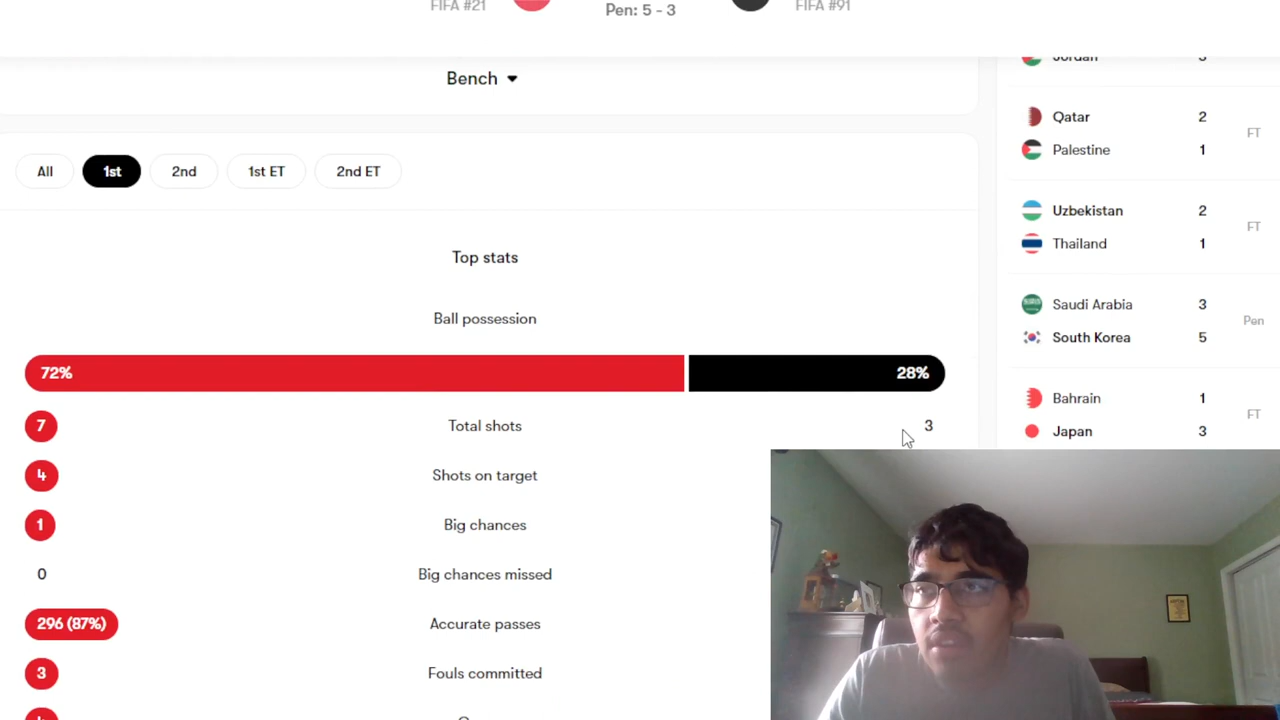 FIFA #21
Pen: 5 - 3
FIFA #91
Bench
All
1st
2nd
1st ET
2nd ET
Top stats
Ball possession
72%
28%
7
Total shots
3
4
Shots on target
1
Big chances
0
Big chances missed
296 (87%)
Accurate passes
3
Fouls committed
Jordan
Qatar
2
FT
Palestine
1
Uzbekistan
2
FT
Thailand
1
Saudi Arabia
3
Pen
South Korea
5
Bahrain
1
FT
Japan
3